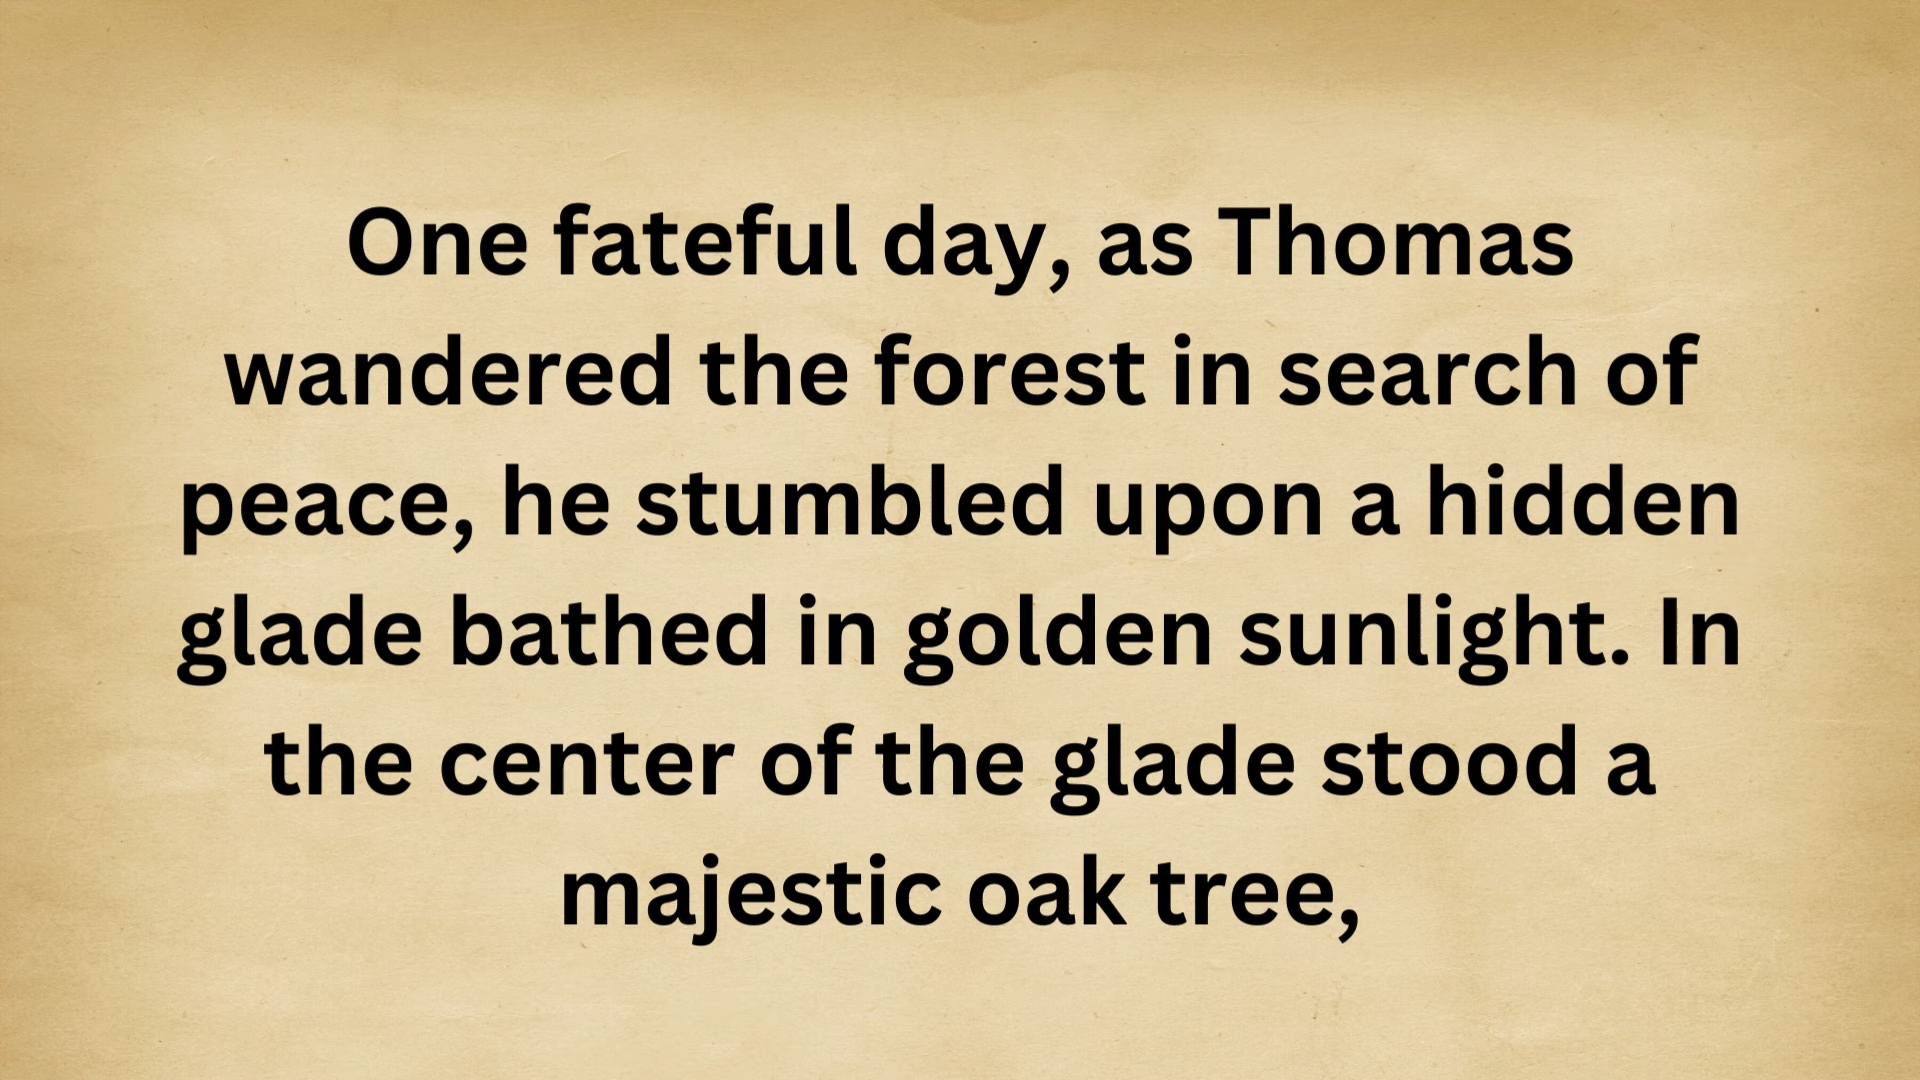 One fateful day, as Thomas
wandered the forest in search of
peace, he stumbled upon a hidden
glade bathed in golden sunlight. In
the center of the glade stood a
majestic oak tree,